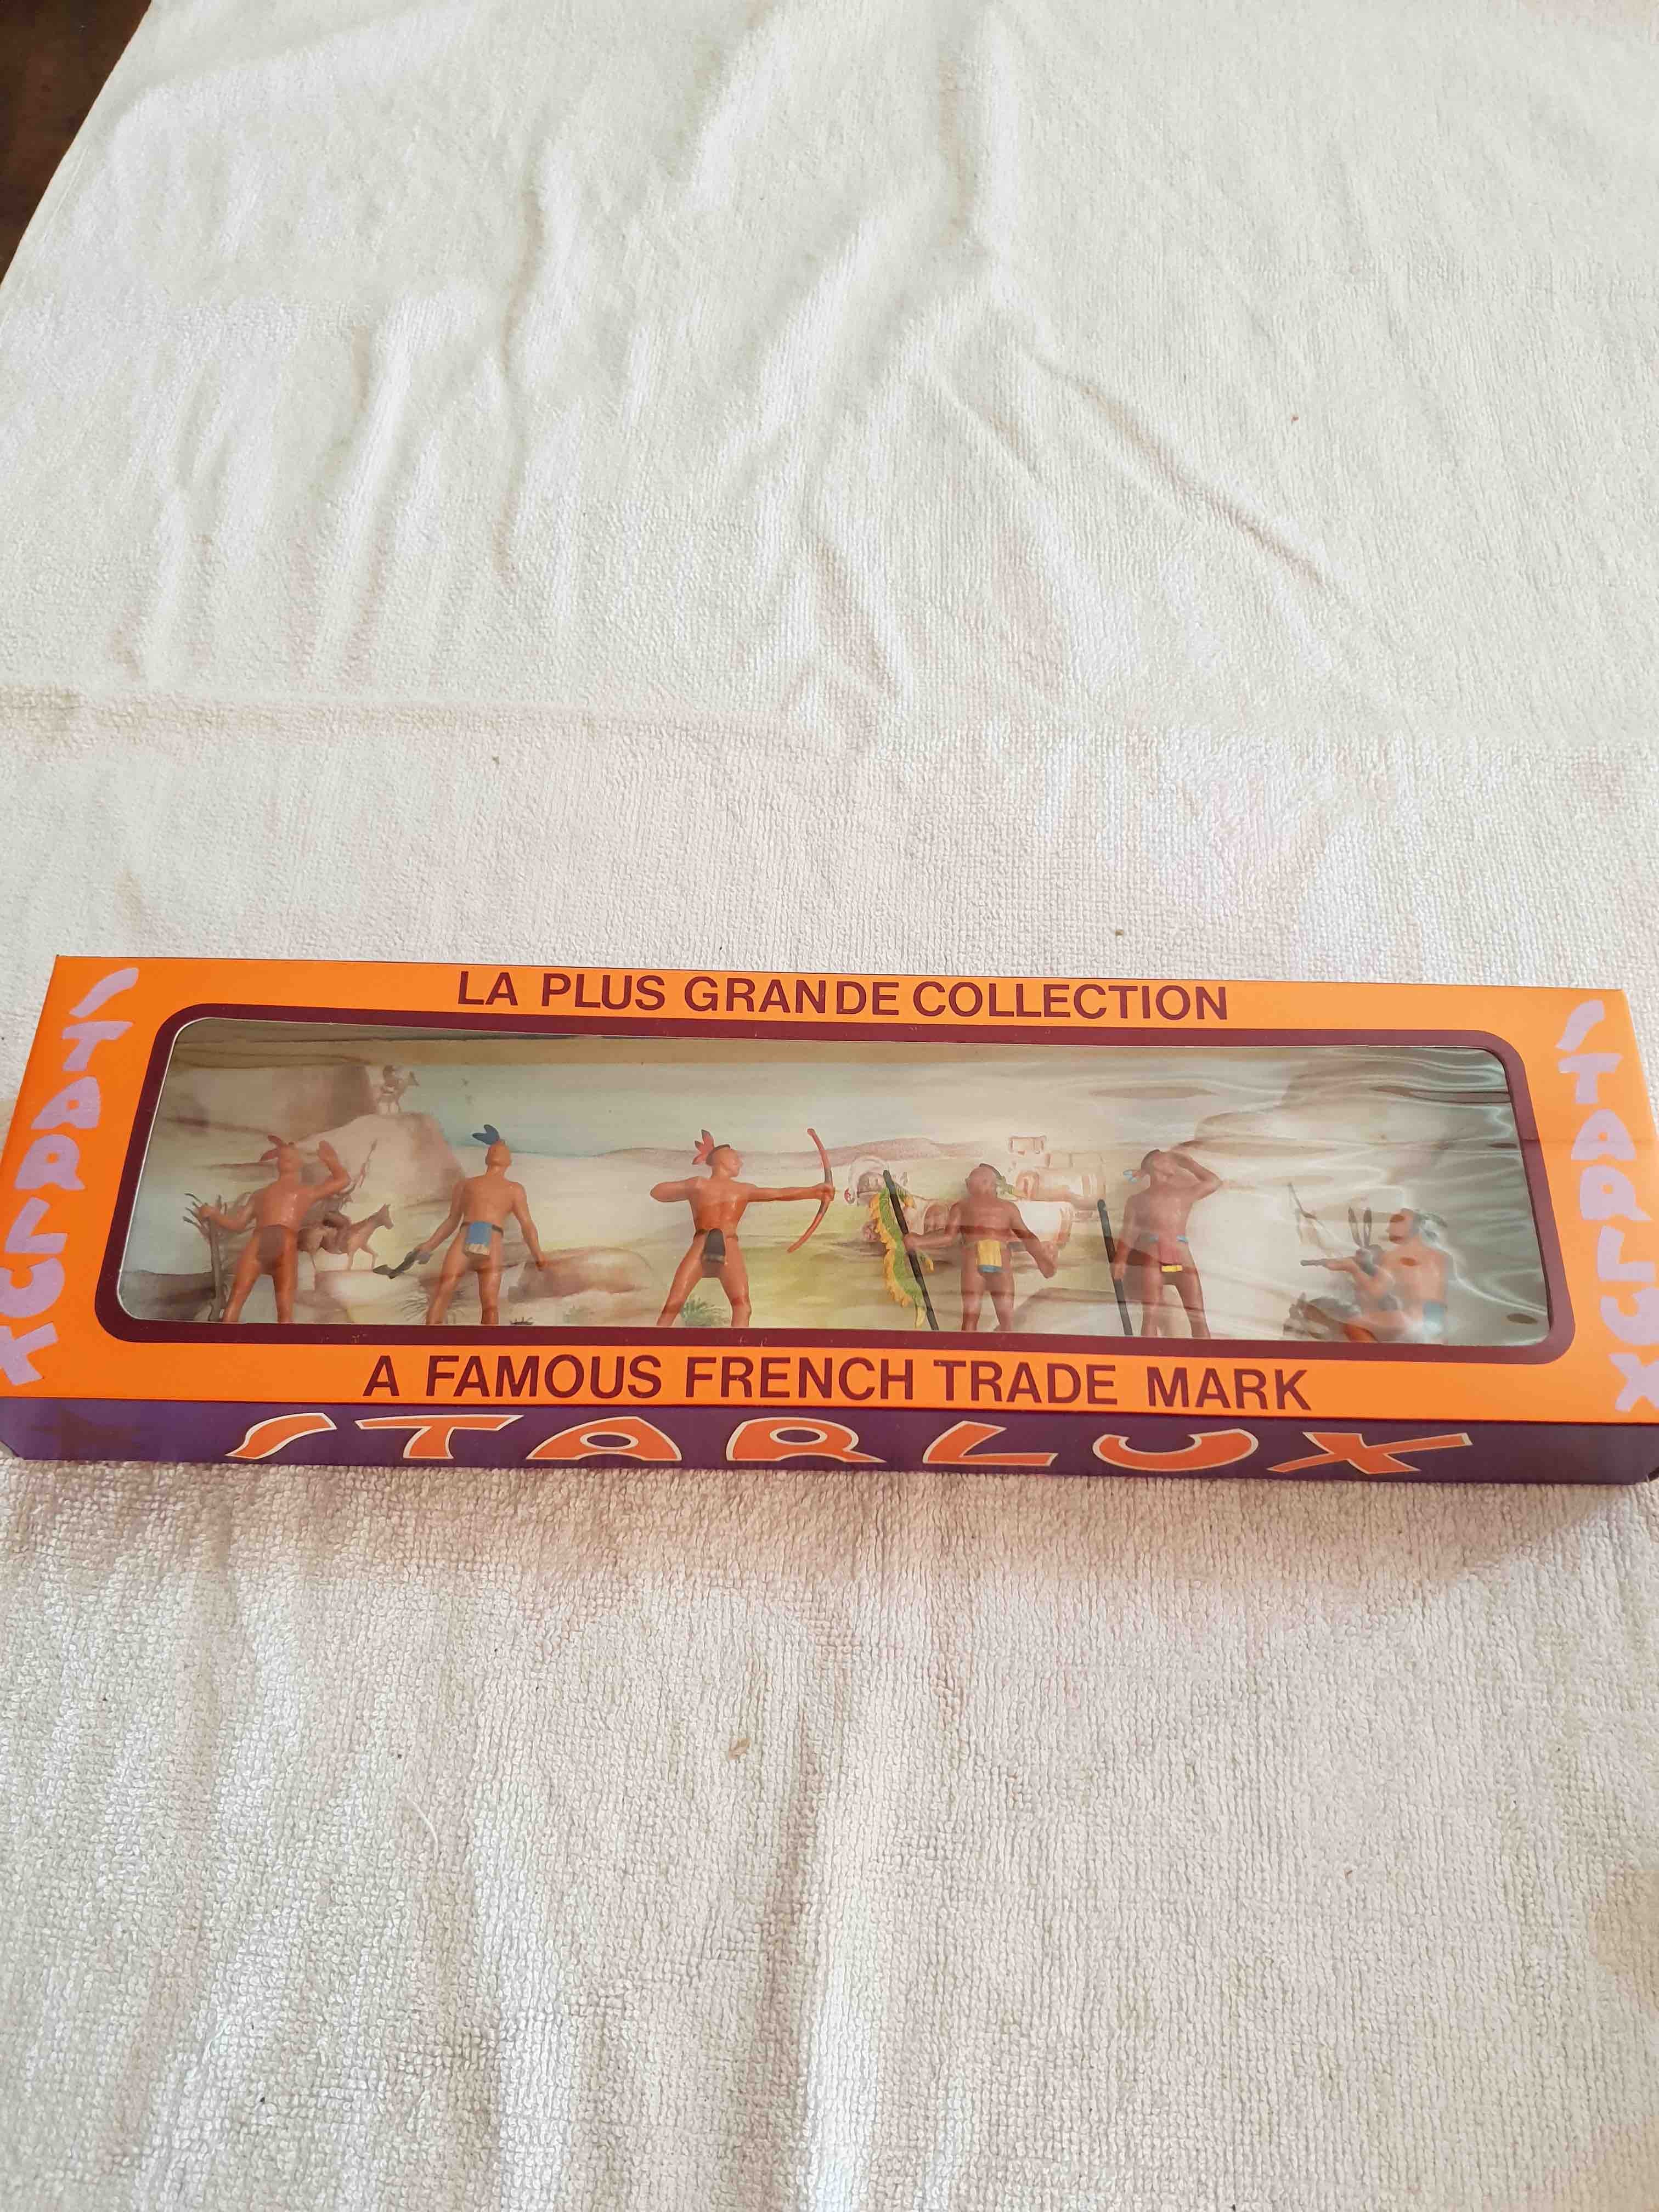 LA PLUS GRANDE COLLECTION
STARLUX
STARLUX
A FAMOUS FRENCH TRADE MARK
STARLUX